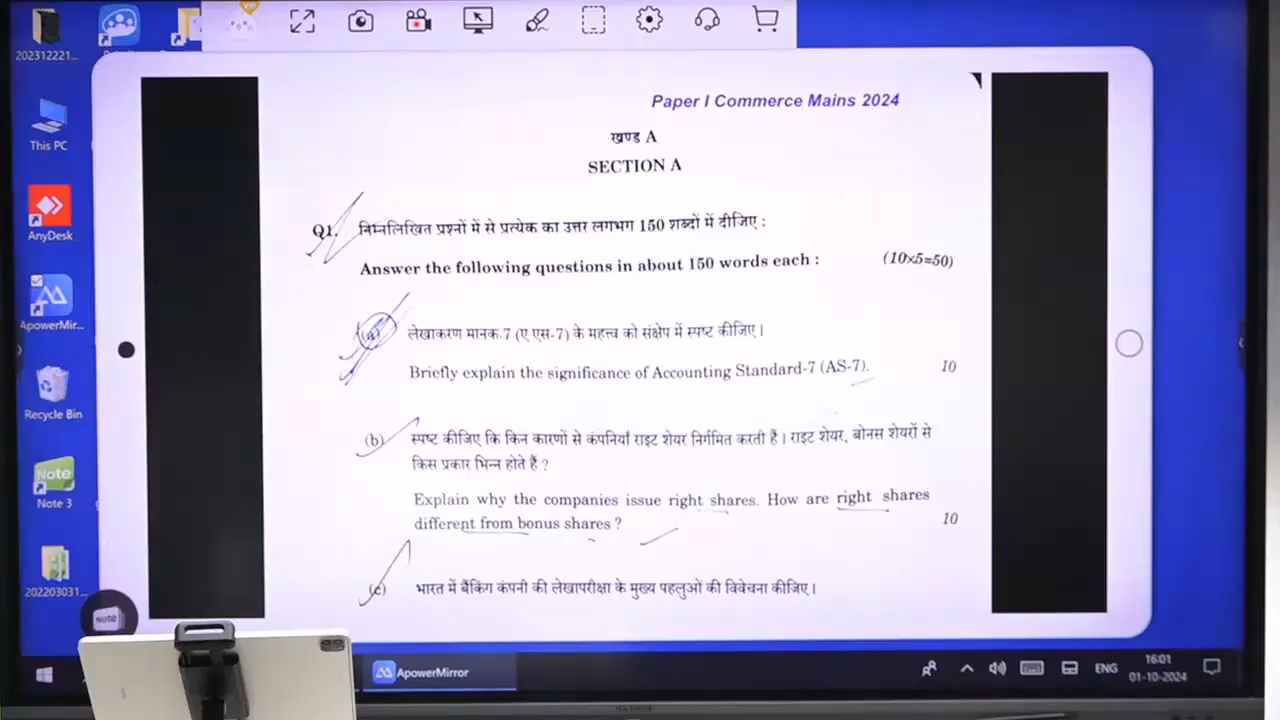 202312221...
This PC
AnyDesk
ApowerMir...
Recycle Bin
Note
Note 3
202203031...
Paper I Commerce Mains 2024
खण्ड A
SECTION A
Q1. निम्नलिखित प्रश्नों में से प्रत्येक का उत्तर लगभग 150 शब्दों में दीजिए :
Answer the following questions in about 150 words each : (10×5=50)
(a) लेखाकरण मानक-7 (ए एस-7) के महत्त्व को संक्षेप में स्पष्ट कीजिए।
Briefly explain the significance of Accounting Standard-7 (AS-7). 10
(b) स्पष्ट कीजिए कि किन कारणों से कंपनियाँ राइट शेयर निर्गमित करती हैं। राइट शेयर, बोनस शेयरों से
किस प्रकार भिन्न होते हैं ?
Explain why the companies issue right shares. How are right shares
different from bonus shares ? 10
(c) भारत में बैंकिंग कंपनी की लेखापरीक्षा के मुख्य पहलुओं की विवेचना कीजिए।
Note
ApowerMirror
ENG
16:01
01-10-2024